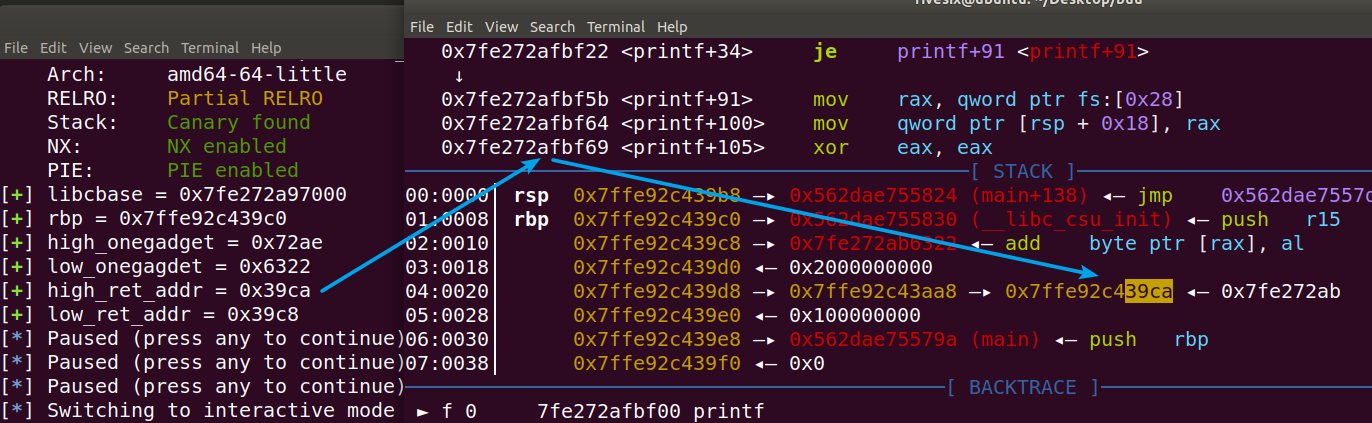 File Edit View Search Terminal Help
Arch: amd64-64-little
RELRO: Partial RELRO
Stack: Canary found
NX: NX enabled
PIE: PIE enabled
[+] libcbase = 0x7fe272a97000
[+] rbp = 0x7ffe92c439c0
[+] high_onegadget = 0x72ae
[+] low_onegagdet = 0x6322
[+] high_ret_addr = 0x39ca
[+] low_ret_addr = 0x39c8
[*] Paused (press any to continue)
[*] Paused (press any to continue)
[*] Paused (press any to continue)
[*] Switching to interactive mode
File Edit View Search Terminal Help
0x7fe272afbf22 <printf+34> je printf+91 <printf+91>
↓
0x7fe272afbf5b <printf+91> mov rax, qword ptr fs:[0x28]
0x7fe272afbf64 <printf+100> mov qword ptr [rsp + 0x18], rax
0x7fe272afbf69 <printf+105> xor eax, eax
[ STACK ]
00:0000│ rsp 0x7ffe92c439b8 —▸ 0x562dae755824 (main+138) ◂— jmp 0x562dae7557d
01:0008│ rbp 0x7ffe92c439c0 —▸ 0x562dae755830 (__libc_csu_init) ◂— push r15
02:0010│ 0x7ffe92c439c8 —▸ 0x7fe272ab6322 ◂— add byte ptr [rax], al
03:0018│ 0x7ffe92c439d0 ◂— 0x2000000000
04:0020│ 0x7ffe92c439d8 —▸ 0x7ffe92c43aa8 —▸ 0x7ffe92c439ca ◂— 0x7fe272ab
05:0028│ 0x7ffe92c439e0 ◂— 0x100000000
06:0030│ 0x7ffe92c439e8 —▸ 0x562dae75579a (main) ◂— push rbp
07:0038│ 0x7ffe92c439f0 ◂— 0x0
[ BACKTRACE ]
► f 0 7fe272afbf00 printf